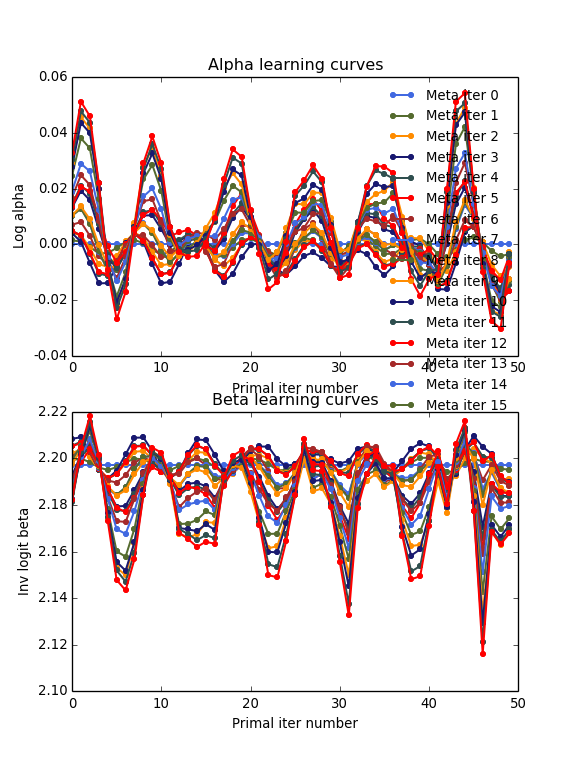 Alpha learning curves
0.06
0.04
0.02
0.00
-0.02
-0.04
Log alpha
0 10 20 30 40 50
Primal iter number
Meta iter 0
Meta iter 1
Meta iter 2
Meta iter 3
Meta iter 4
Meta iter 5
Meta iter 6
Meta iter 7
Meta iter 8
Meta iter 9
Meta iter 10
Meta iter 11
Meta iter 12
Meta iter 13
Meta iter 14
Meta iter 15
Beta learning curves
2.22
2.20
2.18
2.16
2.14
2.12
2.10
Inv logit beta
0 10 20 30 40 50
Primal iter number